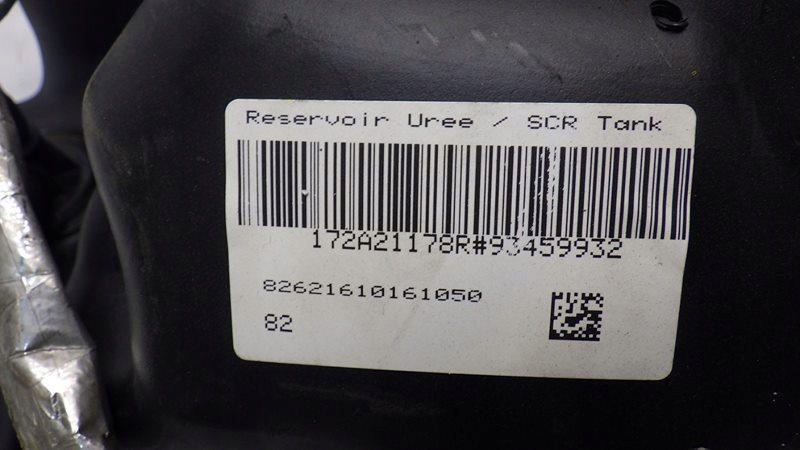 Reservoir Uree / SCR Tank
172A21178R#93459932
82621610161050
82